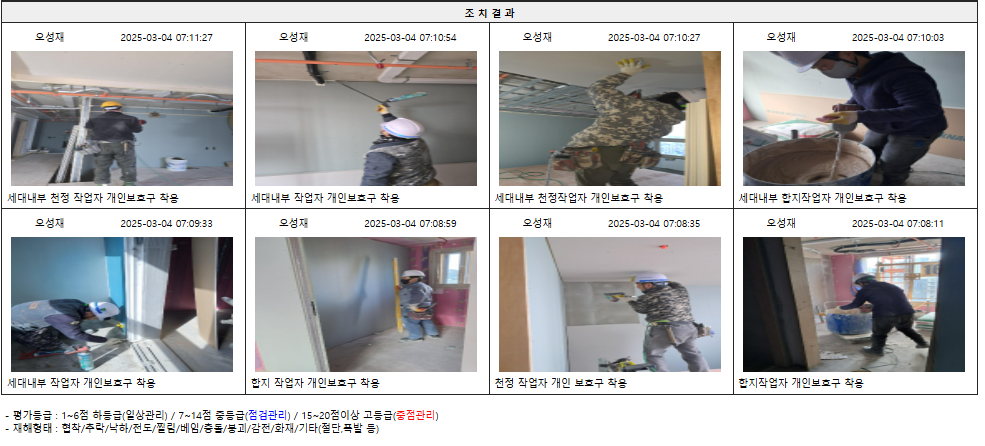 조 치 결 과
오성재 2025-03-04 07:11:27 오성재 2025-03-04 07:10:54 오성재 2025-03-04 07:10:27 오성재 2025-03-04 07:10:03
세대내부 천정 작업자 개인보호구 착용 세대내부 작업자 개인보호구 착용 세대내부 천정작업자 개인보호구 착용 세대내부 합지작업자 개인보호구 착용
오성재 2025-03-04 07:09:33 오성재 2025-03-04 07:08:59 오성재 2025-03-04 07:08:35 오성재 2025-03-04 07:08:11
세대내부 작업자 개인보호구 착용 합지 작업자 개인보호구 착용 천정 작업자 개인 보호구 착용 합지작업자 개인보호구 착용
- 평가등급 : 1~6점 하등급(일상관리) / 7~14점 중등급(점검관리) / 15~20점이상 고등급(중점관리)
- 재해형태 : 협착/추락/낙하/전도/찔림/베임/충돌/붕괴/감전/화재/기타(절단,폭발 등)